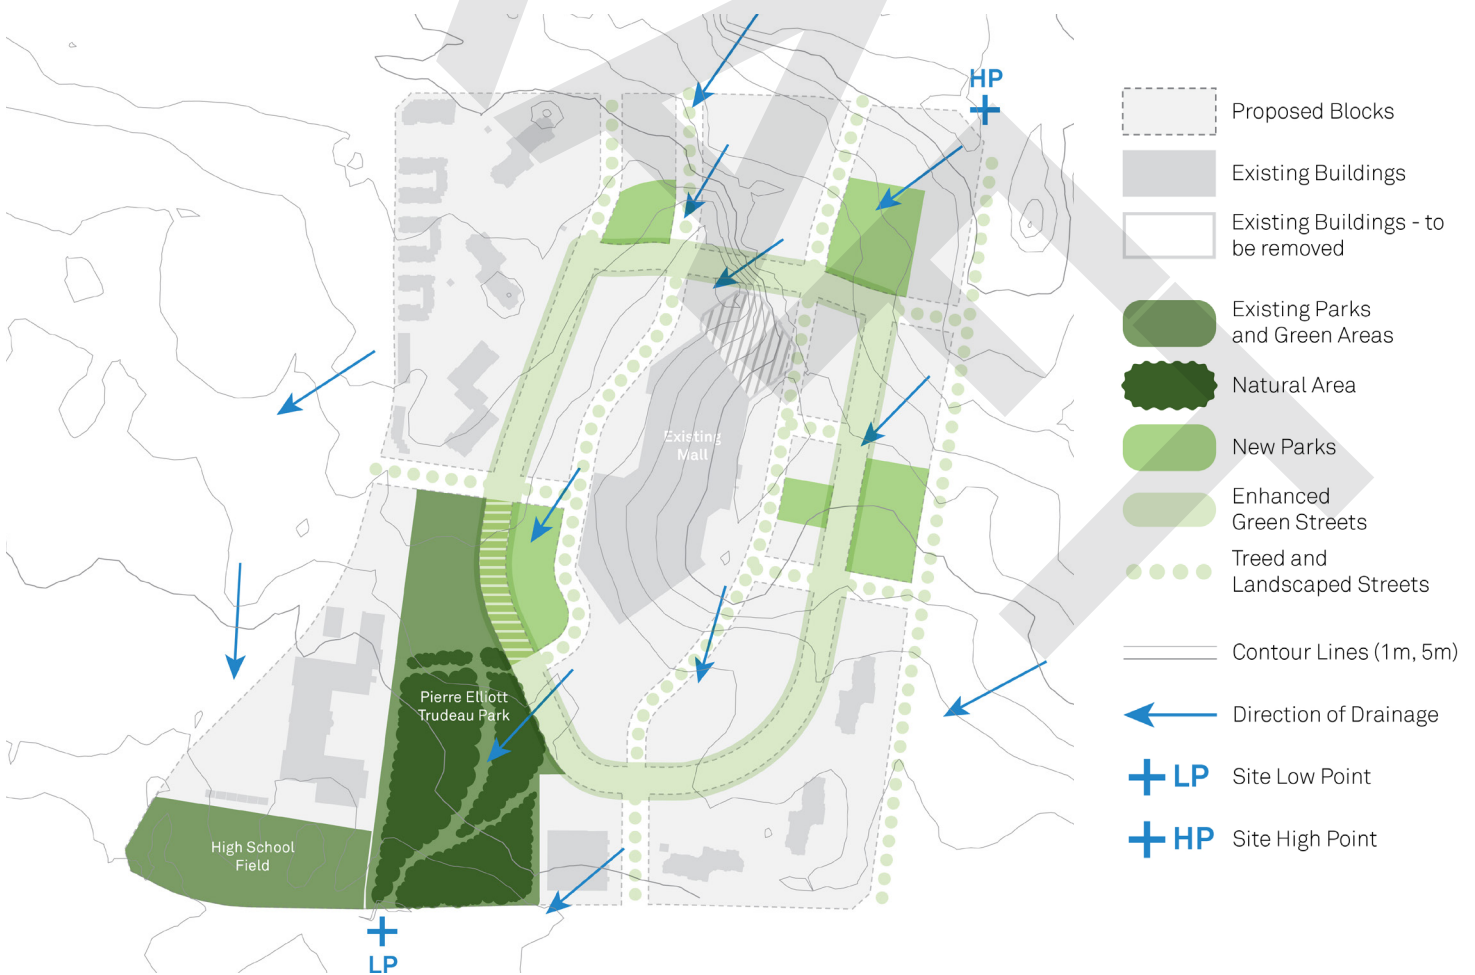 HP
Existing
Mall
Pierre Elliott
Trudeau Park
High School
Field
LP
Proposed Blocks
Existing Buildings
Existing Buildings - to
be removed
Existing Parks
and Green Areas
Natural Area
New Parks
Enhanced
Green Streets
Treed and
Landscaped Streets
Contour Lines (1m, 5m)
Direction of Drainage
LP Site Low Point
HP Site High Point